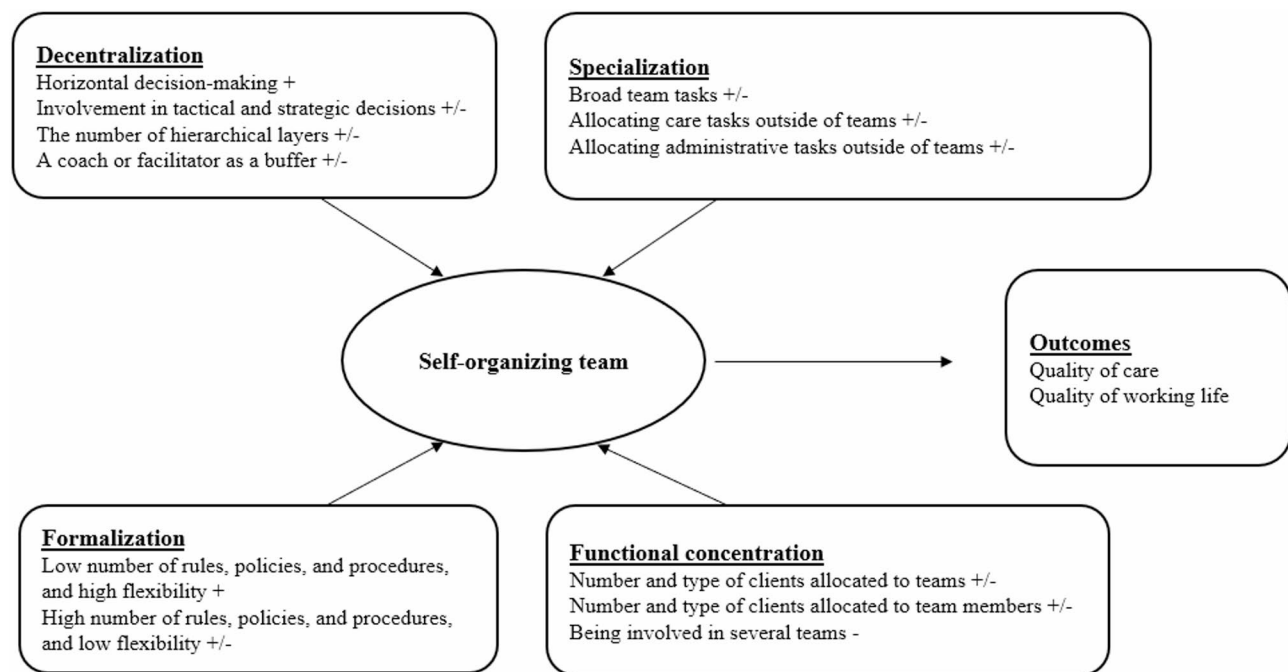 Decentralization
Horizontal decision-making +
Involvement in tactical and strategic decisions +/-
The number of hierarchical layers +/-
A coach or facilitator as a buffer +/-
Specialization
Broad team tasks +/-
Allocating care tasks outside of teams +/-
Allocating administrative tasks outside of teams +/-
Self-organizing team
Outcomes
Quality of care
Quality of working life
Formalization
Low number of rules, policies, and procedures,
and high flexibility +
High number of rules, policies, and procedures,
and low flexibility +/-
Functional concentration
Number and type of clients allocated to teams +/-
Number and type of clients allocated to team members +/-
Being involved in several teams -